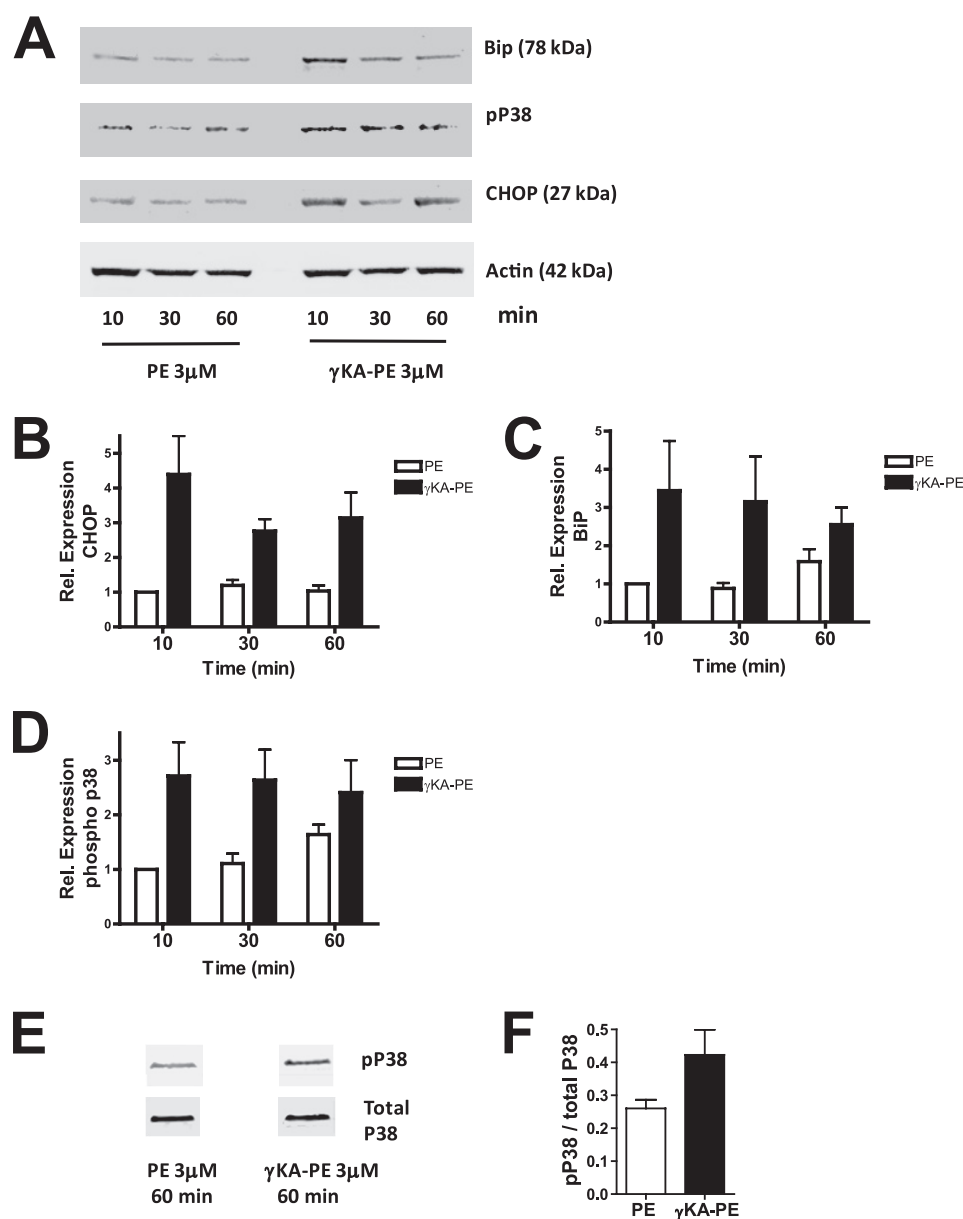 A
Bip (78 kDa)
pP38
CHOP (27 kDa)
Actin (42 kDa)
10 30 60 10 30 60 min
PE 3μM γKA-PE 3μM
B
Rel. Expression
CHOP
5
4
3
2
1
0
10 30 60
Time (min)
PE
γKA-PE
C
Rel. Expression
BiP
5
4
3
2
1
0
10 30 60
Time (min)
PE
γKA-PE
D
Rel. Expression
phospho p38
3
2
1
0
10 30 60
Time (min)
PE
γKA-PE
E
pP38
Total
P38
PE 3μM γKA-PE 3μM
60 min 60 min
F
pP38 / total P38
0.5
0.4
0.3
0.2
0.1
0.0
PE γKA-PE